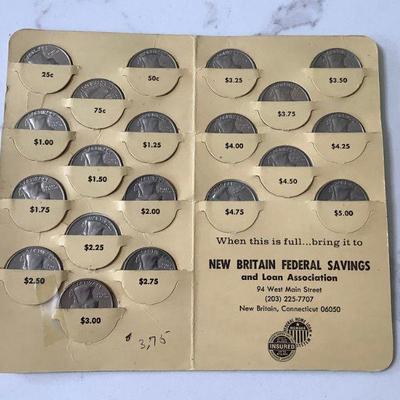 25c 50c
75c
$1.00 $1.25
$1.50
$1.75 $2.00
$2.25
$2.50 $2.75
$3.00
$3.75
$3.25 $3.50
$3.75
$4.00 $4.25
$4.50
$4.75 $5.00
When this is full...bring it to
NEW BRITAIN FEDERAL SAVINGS
and Loan Association
94 West Main Street
(203) 225-7707
New Britain, Connecticut 06050
INSURED